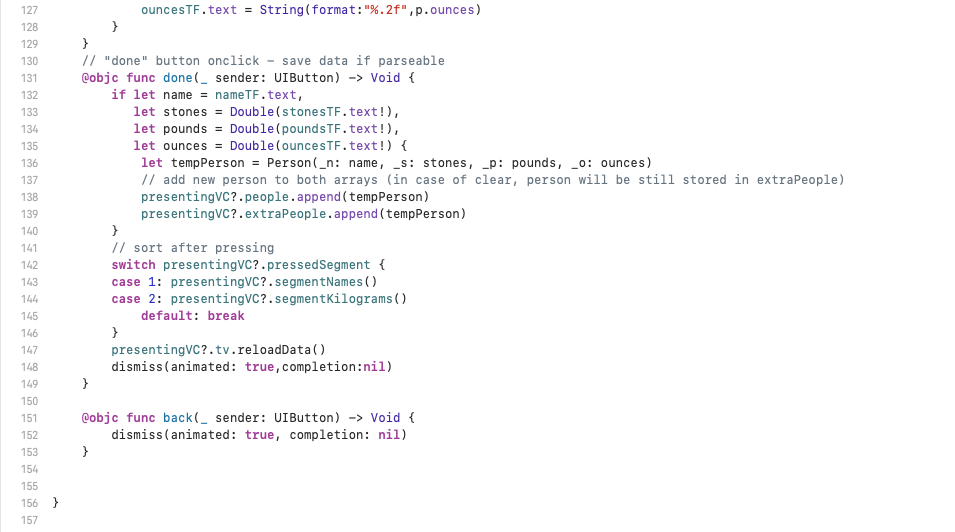 127 ouncesTF.text = String(format:"%.2f",p.ounces)
128 }
129 }
130 // "done" button onclick – save data if parseable
131 @objc func done(_ sender: UIButton) -> Void {
132 if let name = nameTF.text,
133 let stones = Double(stonesTF.text!),
134 let pounds = Double(poundsTF.text!),
135 let ounces = Double(ouncesTF.text!) {
136 let tempPerson = Person(_n: name, _s: stones, _p: pounds, _o: ounces)
137 // add new person to both arrays (in case of clear, person will be still stored in extraPeople)
138 presentingVC?.people.append(tempPerson)
139 presentingVC?.extraPeople.append(tempPerson)
140 }
141 // sort after pressing
142 switch presentingVC?.pressedSegment {
143 case 1: presentingVC?.segmentNames()
144 case 2: presentingVC?.segmentKilograms()
145 default: break
146 }
147 presentingVC?.tv.reloadData()
148 dismiss(animated: true,completion:nil)
149 }
150
151 @objc func back(_ sender: UIButton) -> Void {
152 dismiss(animated: true, completion: nil)
153 }
154
155
156 }
157